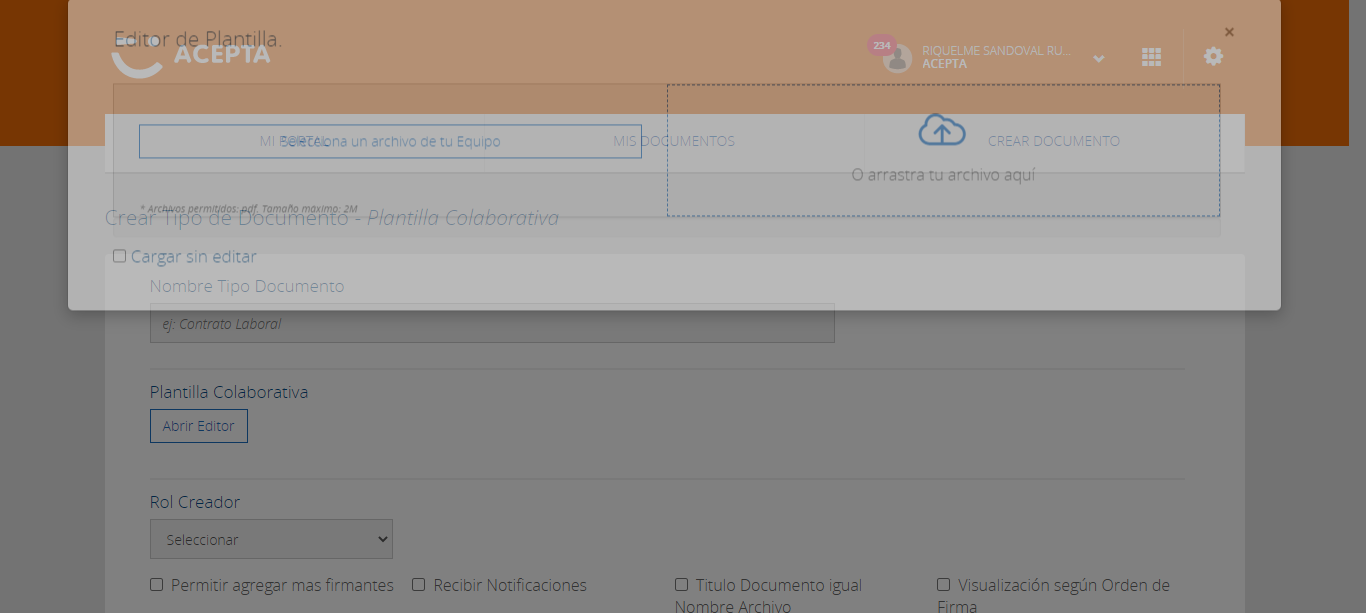 Editor de Plantilla.
×
ACEPTA
234
RIQUELME SANDOVAL RU...
ACEPTA
MI PORTAL
MIS DOCUMENTOS
CREAR DOCUMENTO
Selecciona un archivo de tu Equipo
O arrastra tu archivo aquí
* Archivos permitidos: pdf. Tamaño máximo: 2M
Crear Tipo de Documento - Plantilla Colaborativa
Cargar sin editar
Nombre Tipo Documento
ej: Contrato Laboral
Plantilla Colaborativa
Abrir Editor
Rol Creador
Seleccionar
Permitir agregar mas firmantes
Recibir Notificaciones
Titulo Documento igual
Nombre Archivo
Visualización según Orden de
Firma